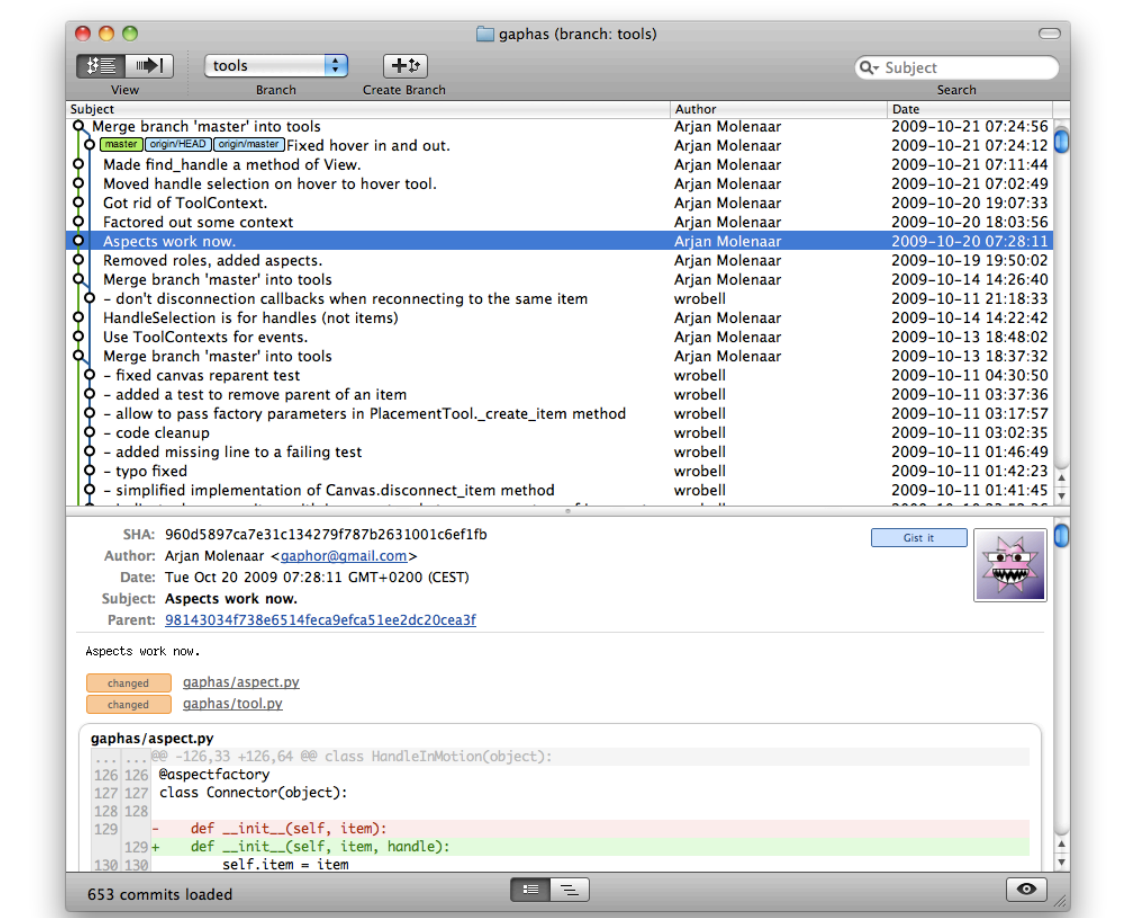 gaphas (branch: tools)
tools
Subject
View
Branch
Create Branch
Search
Subject Author Date
Merge branch 'master' into tools Arjan Molenaar 2009-10-21 07:24:56
master origin/HEAD origin/master Fixed hover in and out. Arjan Molenaar 2009-10-21 07:24:12
Made find_handle a method of View. Arjan Molenaar 2009-10-21 07:11:44
Moved handle selection on hover to hover tool. Arjan Molenaar 2009-10-21 07:02:49
Got rid of ToolContext. Arjan Molenaar 2009-10-20 19:07:33
Factored out some context Arjan Molenaar 2009-10-20 18:03:56
Aspects work now. Arjan Molenaar 2009-10-20 07:28:11
Removed roles, added aspects. Arjan Molenaar 2009-10-19 19:50:02
Merge branch 'master' into tools Arjan Molenaar 2009-10-14 14:26:40
- don't disconnection callbacks when reconnecting to the same item wrobell 2009-10-11 21:18:33
HandleSelection is for handles (not items) Arjan Molenaar 2009-10-14 14:22:42
Use ToolContexts for events. Arjan Molenaar 2009-10-13 18:48:02
Merge branch 'master' into tools Arjan Molenaar 2009-10-13 18:37:32
- fixed canvas reparent test wrobell 2009-10-11 04:30:50
- added a test to remove parent of an item wrobell 2009-10-11 03:37:36
- allow to pass factory parameters in PlacementTool._create_item method wrobell 2009-10-11 03:17:57
- code cleanup wrobell 2009-10-11 03:02:35
- added missing line to a failing test wrobell 2009-10-11 01:46:49
- typo fixed wrobell 2009-10-11 01:42:23
- simplified implementation of Canvas.disconnect_item method wrobell 2009-10-11 01:41:45
SHA: 960d5897ca7e31c134279f787b2631001c6ef1fb
Gist it
Author: Arjan Molenaar <gaphor@gmail.com>
Date: Tue Oct 20 2009 07:28:11 GMT+0200 (CEST)
Subject: Aspects work now.
Parent: 98143034f738e6514feca9efca51ee2dc20cea3f
Aspects work now.
changed gaphas/aspect.py
changed gaphas/tool.py
gaphas/aspect.py
... ... @@ -126,33 +126,64 @@ class HandleInMotion(object):
126 126 @aspectfactory
127 127 class Connector(object):
128 128
129 - def __init__(self, item):
129 + def __init__(self, item, handle):
130 130 self.item = item
653 commits loaded